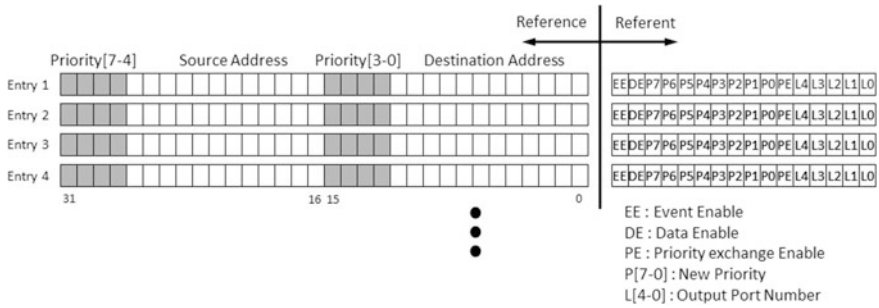 Reference Referent
Priority[7-4] Source Address Priority[3-0] Destination Address
Entry 1 EE DE P7 P6 P5 P4 P3 P2 P1 P0 PE L4 L3 L2 L1 L0
Entry 2 EE DE P7 P6 P5 P4 P3 P2 P1 P0 PE L4 L3 L2 L1 L0
Entry 3 EE DE P7 P6 P5 P4 P3 P2 P1 P0 PE L4 L3 L2 L1 L0
Entry 4 EE DE P7 P6 P5 P4 P3 P2 P1 P0 PE L4 L3 L2 L1 L0
31 16 15 0
EE : Event Enable
DE : Data Enable
PE : Priority exchange Enable
P[7-0] : New Priority
L[4-0] : Output Port Number